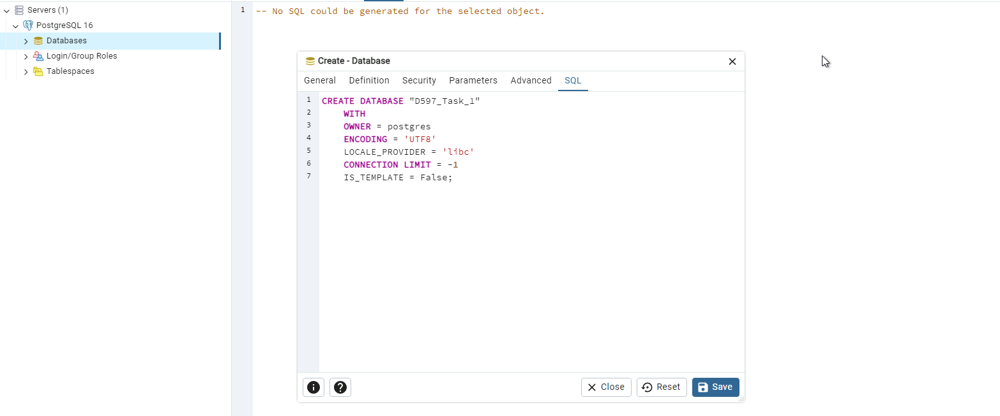 Servers (1)
PostgreSQL 16
Databases
Login/Group Roles
Tablespaces
1 -- No SQL could be generated for the selected object.
Create - Database
General Definition Security Parameters Advanced SQL
1 CREATE DATABASE "D597_Task_1"
2 WITH
3 OWNER = postgres
4 ENCODING = 'UTF8'
5 LOCALE_PROVIDER = 'libc'
6 CONNECTION LIMIT = -1
7 IS_TEMPLATE = False;
Close Reset Save